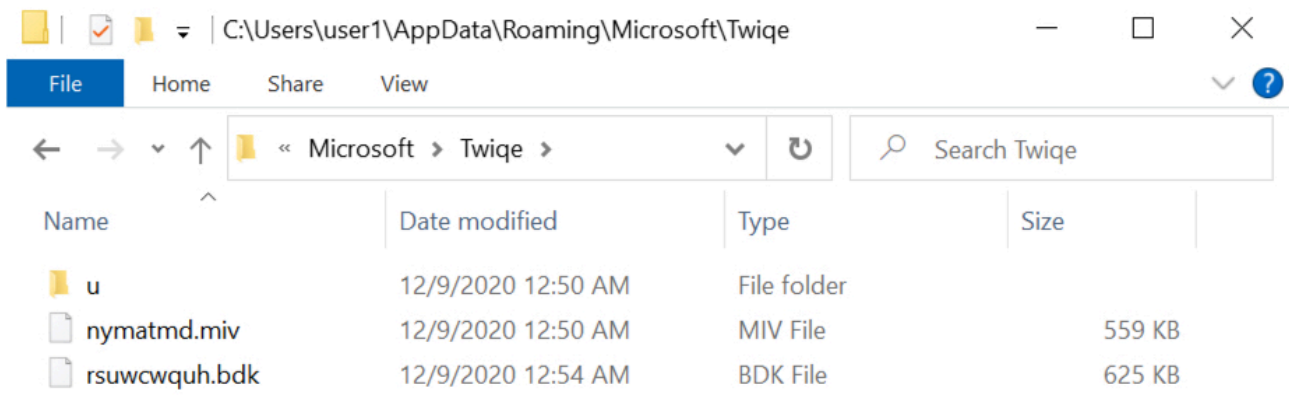 C:\Users\user1\AppData\Roaming\Microsoft\Twiqe
File Home Share View
« Microsoft > Twiqe > Search Twiqe
Name Date modified Type Size
u 12/9/2020 12:50 AM File folder
nymatmd.miv 12/9/2020 12:50 AM MIV File 559 KB
rsuwcwquh.bdk 12/9/2020 12:54 AM BDK File 625 KB